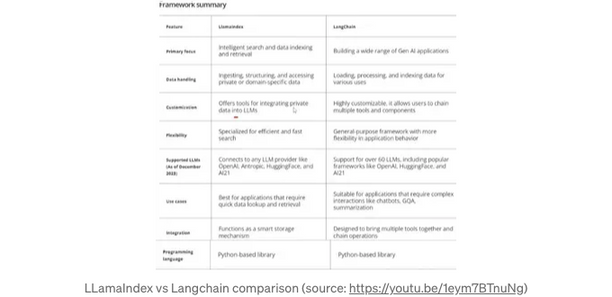 Framework summary
Feature LlamaIndex LangChain
Primary focus Intelligent search and data indexing and retrieval Building a wide range of Gen AI applications
Data handling Ingesting, structuring, and accessing private or domain-specific data Loading, processing, and indexing data for various uses
Customization Offers tools for integrating private data into LLMs Highly customizable, it allows users to chain multiple tools and components
Flexibility Specialized for efficient and fast search General-purpose framework with more flexibility in application behavior
Supported LLMs (As of December 2023) Connects to any LLM provider like OpenAI, Antropic, HuggingFace, and AI21 Support for over 60 LLMs, including popular frameworks like OpenAI, HuggingFace, and AI21
Use cases Best for applications that require quick data lookup and retrieval Suitable for applications that require complex interactions like chatbots, GQA, summarization
Integration Functions as a smart storage mechanism Designed to bring multiple tools together and chain operations
Programming language Python-based library Python-based library
LLamaIndex vs Langchain comparison (source: https://youtu.be/1eym7BTnuNg)